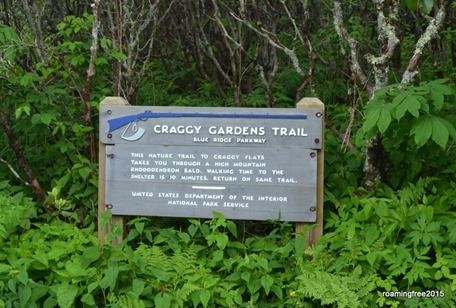 CRAGGY GARDENS TRAIL
BLUE RIDGE PARKWAY
THIS NATURE TRAIL TO CRAGGY FLATS
TAKES YOU THROUGH A HIGH MOUNTAIN
RHODODENDRON BALD. WALKING TIME TO THE
SHELTER IS 10 MINUTES. RETURN ON SAME TRAIL.
UNITED STATES DEPARTMENT OF THE INTERIOR
NATIONAL PARK SERVICE
roamingfree2015